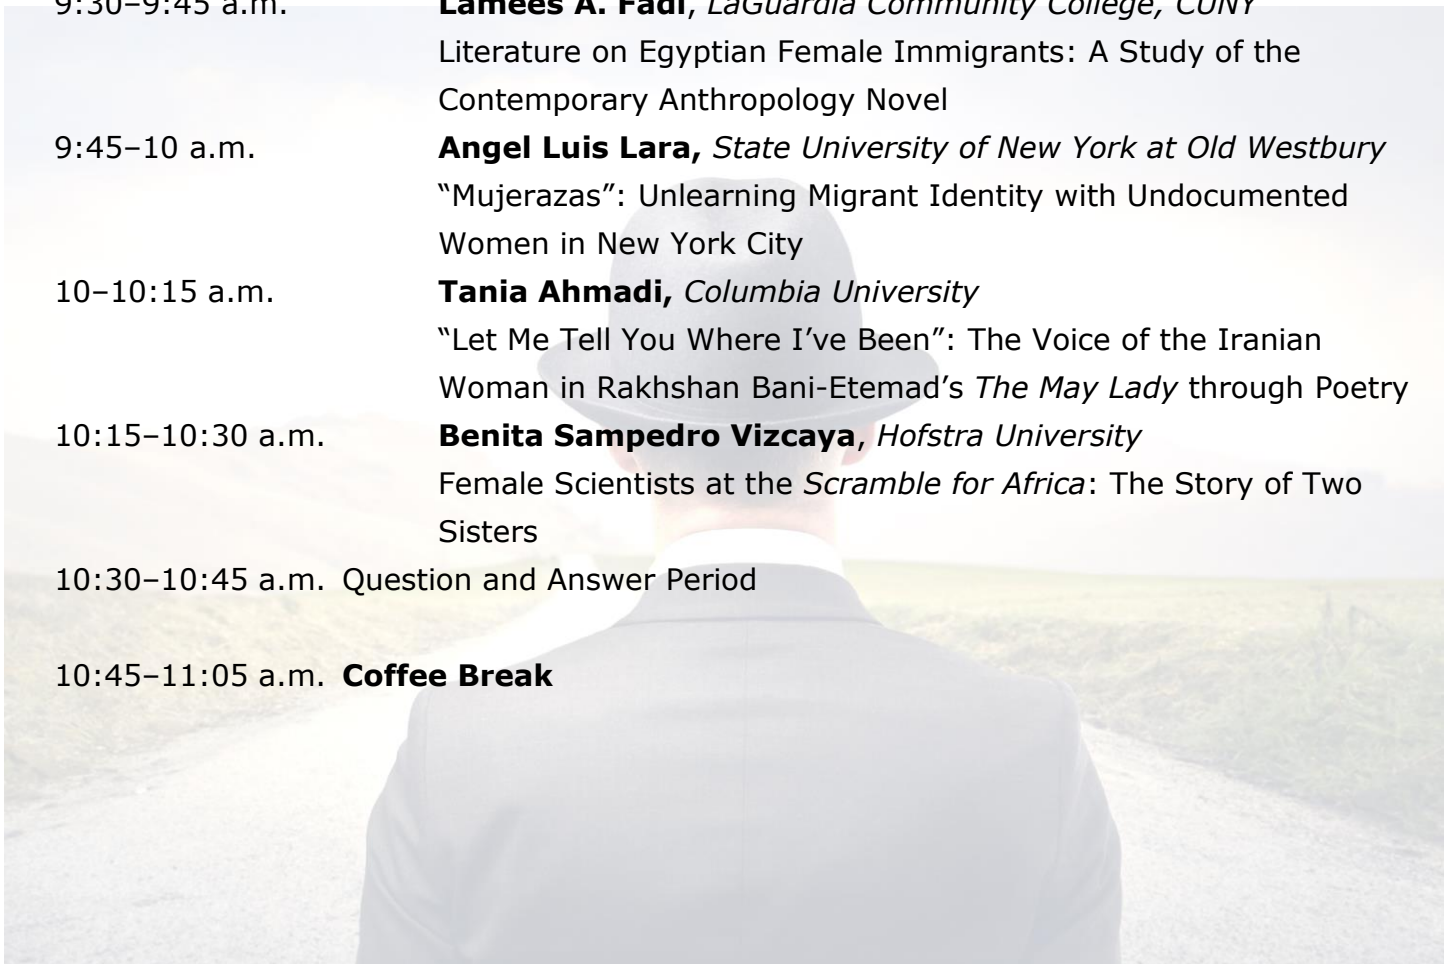 9:30–9:45 a.m. Lamees A. Fadl, LaGuardia Community College, CUNY
Literature on Egyptian Female Immigrants: A Study of the
Contemporary Anthropology Novel
9:45–10 a.m. Angel Luis Lara, State University of New York at Old Westbury
“Mujerazas”: Unlearning Migrant Identity with Undocumented
Women in New York City
10–10:15 a.m. Tania Ahmadi, Columbia University
“Let Me Tell You Where I’ve Been”: The Voice of the Iranian
Woman in Rakhshan Bani-Etemad’s The May Lady through Poetry
10:15–10:30 a.m. Benita Sampedro Vizcaya, Hofstra University
Female Scientists at the Scramble for Africa: The Story of Two
Sisters
10:30–10:45 a.m. Question and Answer Period
10:45–11:05 a.m. Coffee Break